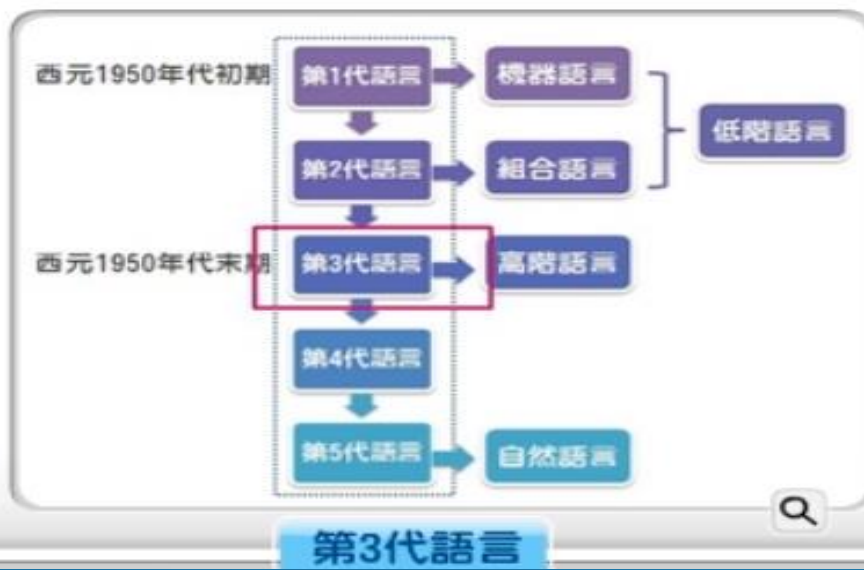 西元1950年代初期 第1代語言 機器語言
低階語言
第2代語言 組合語言
西元1950年代末期 第3代語言 高階語言
第4代語言
第5代語言 自然語言
第3代語言